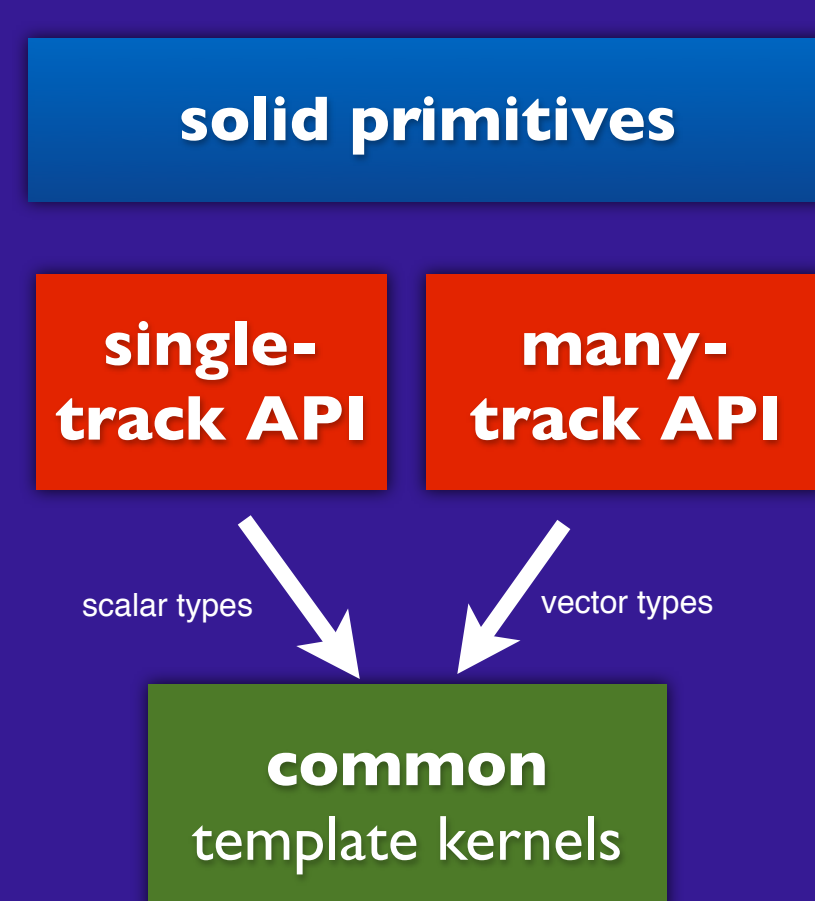 solid primitives
single-
track API
many-
track API
scalar types
vector types
common
template kernels